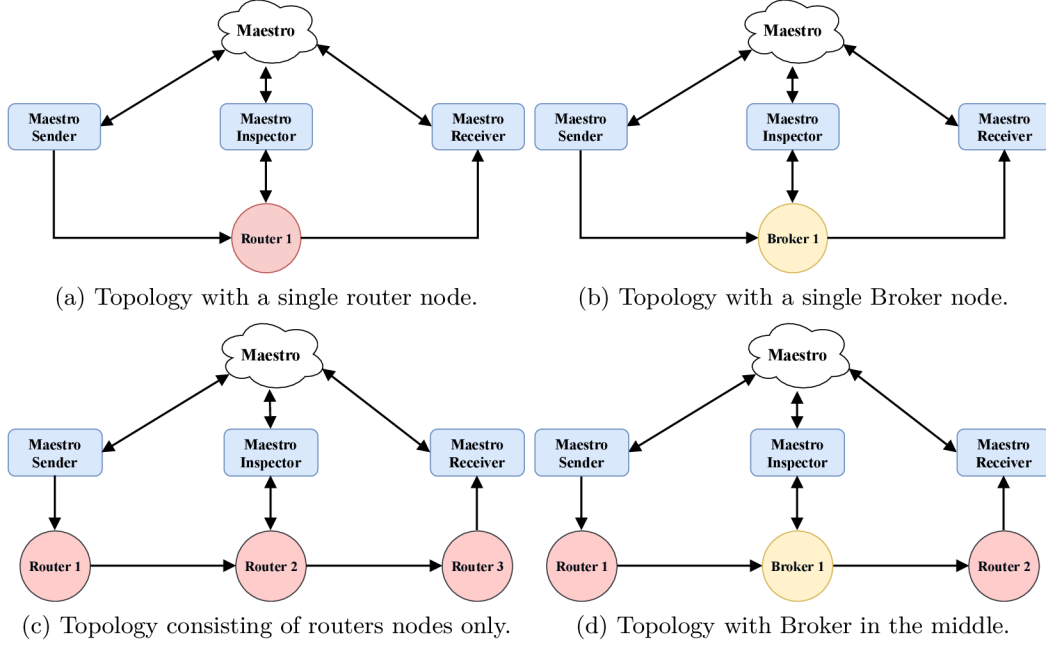 Maestro
Maestro
Sender
Maestro
Inspector
Maestro
Receiver
Router 1
(a) Topology with a single router node.
Maestro
Maestro
Sender
Maestro
Inspector
Maestro
Receiver
Broker 1
(b) Topology with a single Broker node.
Maestro
Maestro
Sender
Maestro
Inspector
Maestro
Receiver
Router 1
Router 2
Router 3
(c) Topology consisting of routers nodes only.
Maestro
Maestro
Sender
Maestro
Inspector
Maestro
Receiver
Router 1
Broker 1
Router 2
(d) Topology with Broker in the middle.